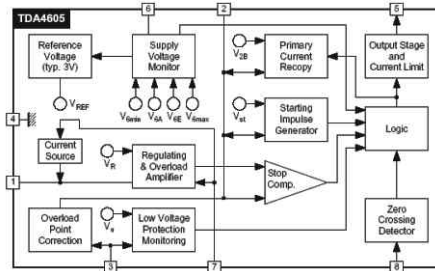 TDA4605
6
2
5
Reference
Voltage
(typ. 3V)
Supply
Voltage
Monitor
V2B
Primary
Current
Recopy
Output Stage
and
Current Limit
VREF
V6min
V6A
V6E
V6max
Vst
Starting
Impulse
Generator
Logic
4
Current
Source
VR
Regulating
& Overload
Amplifier
Stop
Comp.
1
Overload
Point
Correction
Low Voltage
Protection
Monitoring
Zero
Crossing
Detector
3
7
8